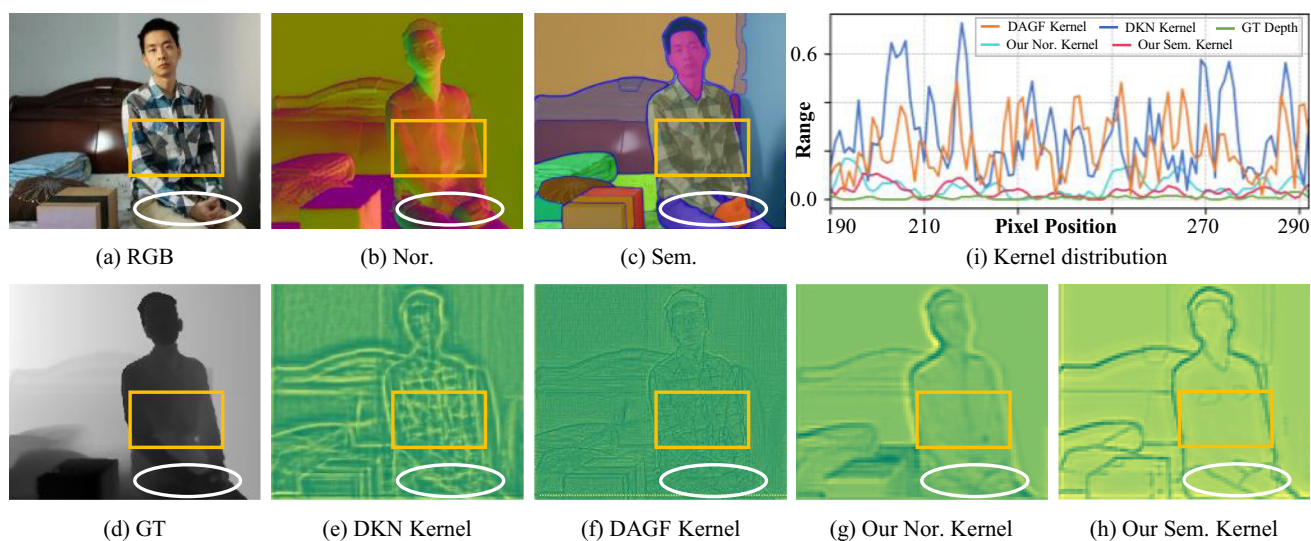 DAGF Kernel DKN Kernel GT Depth
Our Nor. Kernel Our Sem. Kernel
0.6
Range
0.0
190 210 Pixel Position 270 290
(a) RGB (b) Nor. (c) Sem. (i) Kernel distribution
(d) GT (e) DKN Kernel (f) DAGF Kernel (g) Our Nor. Kernel (h) Our Sem. Kernel